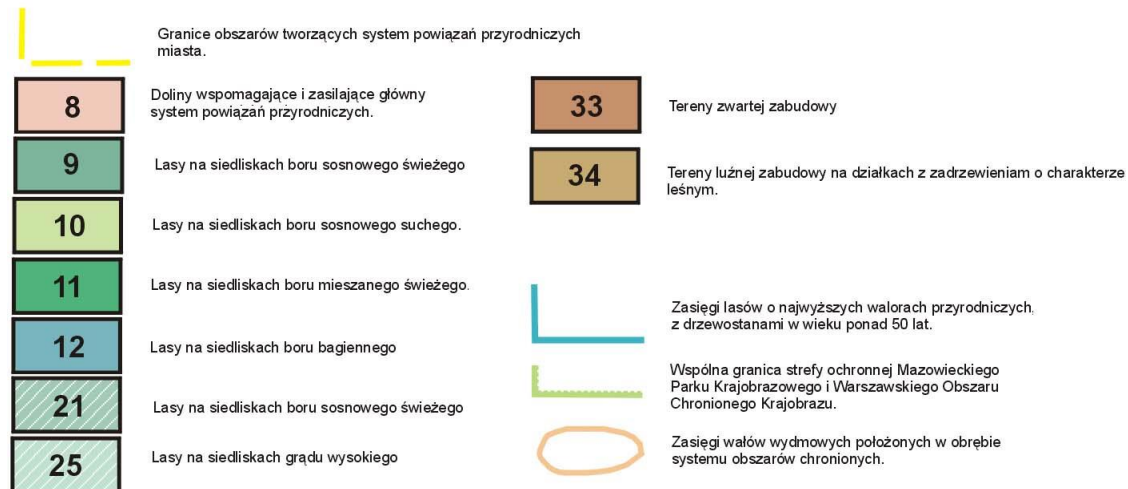 Granice obszarów tworzących system powiązań przyrodniczych
miasta.
8
Doliny wspomagające i zasilające główny
system powiązań przyrodniczych.
9
Lasy na siedliskach boru sosnowego świeżego
10
Lasy na siedliskach boru sosnowego suchego.
11
Lasy na siedliskach boru mieszanego świeżego.
12
Lasy na siedliskach boru bagiennego
21
Lasy na siedliskach boru sosnowego świeżego
25
Lasy na siedliskach grądu wysokiego
33
Tereny zwartej zabudowy
34
Tereny luźnej zabudowy na działkach z zadrzewieniam o charakterze
leśnym.
Zasięgi lasów o najwyższych walorach przyrodniczych,
z drzewostanami w wieku ponad 50 lat.
Wspólna granica strefy ochronnej Mazowieckiego
Parku Krajobrazowego i Warszawskiego Obszaru
Chronionego Krajobrazu.
Zasięgi wałów wydmowych położonych w obrębie
systemu obszarów chronionych.